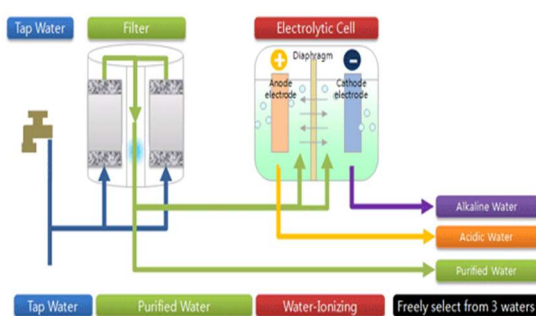 Tap Water
Filter
Electrolytic Cell
+
Diaphragm
-
Anode
electrode
Cathode
electrode
Alkaline Water
Acidic Water
Purified Water
Tap Water
Purified Water
Water-Ionizing
Freely select from 3 waters